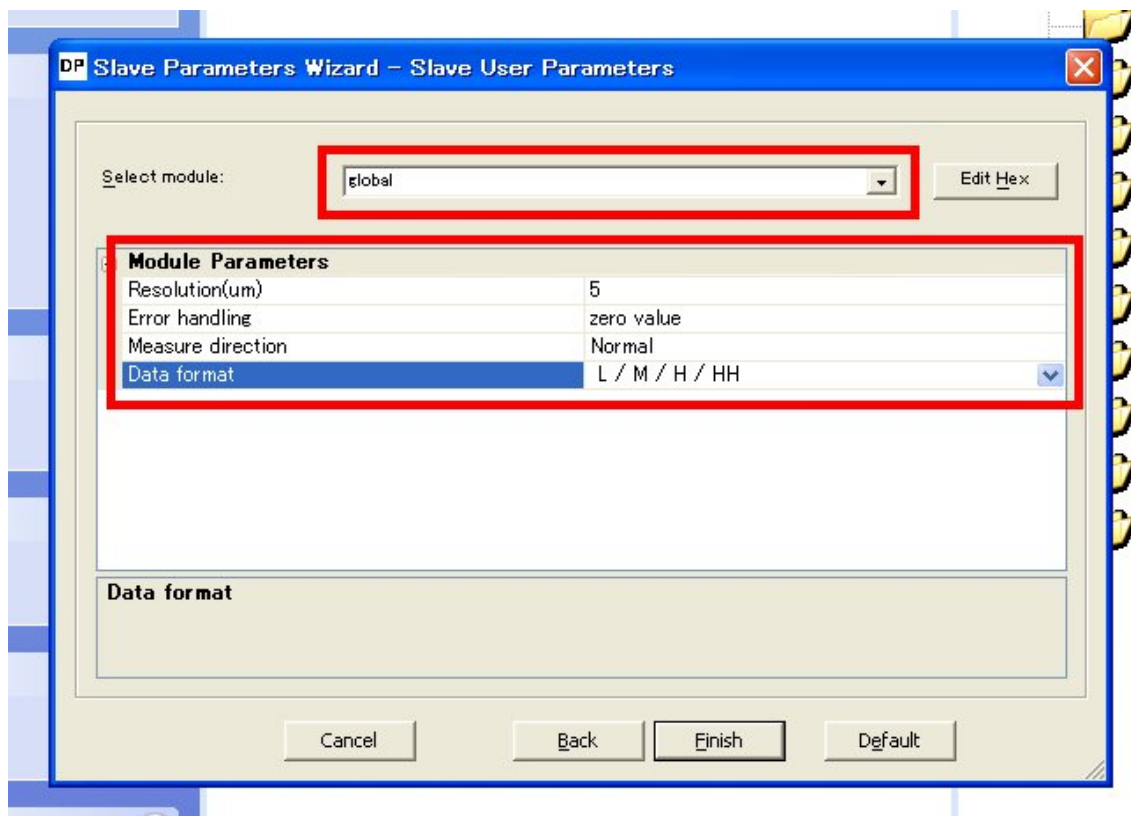 DP Slave Parameters Wizard – Slave User Parameters
Select module: global Edit Hex
Module Parameters
Resolution(um) 5
Error handling zero value
Measure direction Normal
Data format L / M / H / HH
Data format
Cancel Back Finish Default